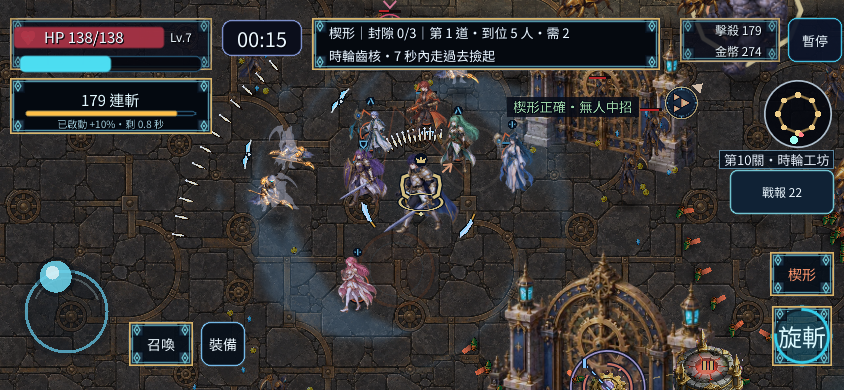 HP 138/138
Lv.7
00:15
楔形｜封隙 0/3｜第 1 道・到位 5 人・需 2
時輪齒核・7 秒內走過去撿起
擊殺 179
金幣 274
暫停
179 連斬
已啟動 +10%・剩 0.8 秒
楔形正確・無人中招
第10關・時輪工坊
戰報 22
楔形
旋斬
召喚
裝備